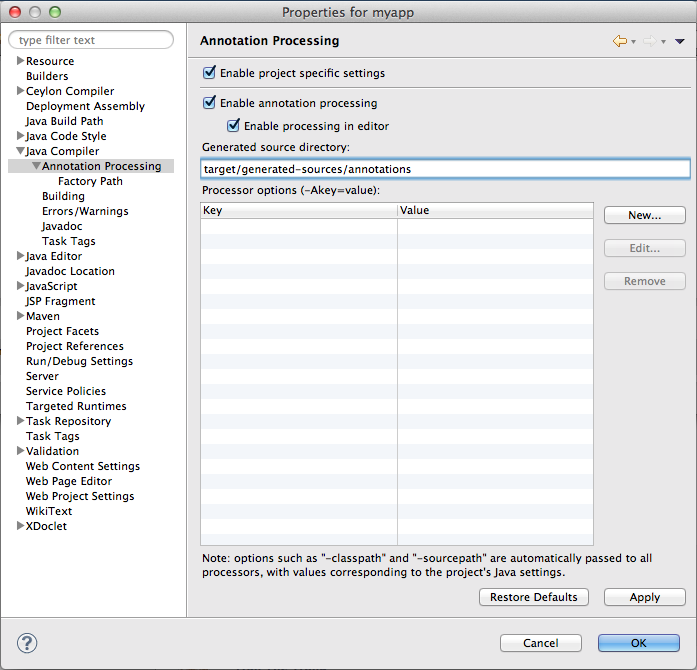 Properties for myapp
type filter text
Resource
Builders
Ceylon Compiler
Deployment Assembly
Java Build Path
Java Code Style
Java Compiler
Annotation Processing
Factory Path
Building
Errors/Warnings
Javadoc
Task Tags
Java Editor
Javadoc Location
JavaScript
JSP Fragment
Maven
Project Facets
Project References
Run/Debug Settings
Server
Service Policies
Targeted Runtimes
Task Repository
Task Tags
Validation
Web Content Settings
Web Page Editor
Web Project Settings
WikiText
XDoclet
Annotation Processing
Enable project specific settings
Enable annotation processing
Enable processing in editor
Generated source directory:
target/generated-sources/annotations
Processor options (-Akey=value):
Key Value
New...
Edit...
Remove
Note: options such as "-classpath" and "-sourcepath" are automatically passed to all
processors, with values corresponding to the project's Java settings.
Restore Defaults Apply
? Cancel OK